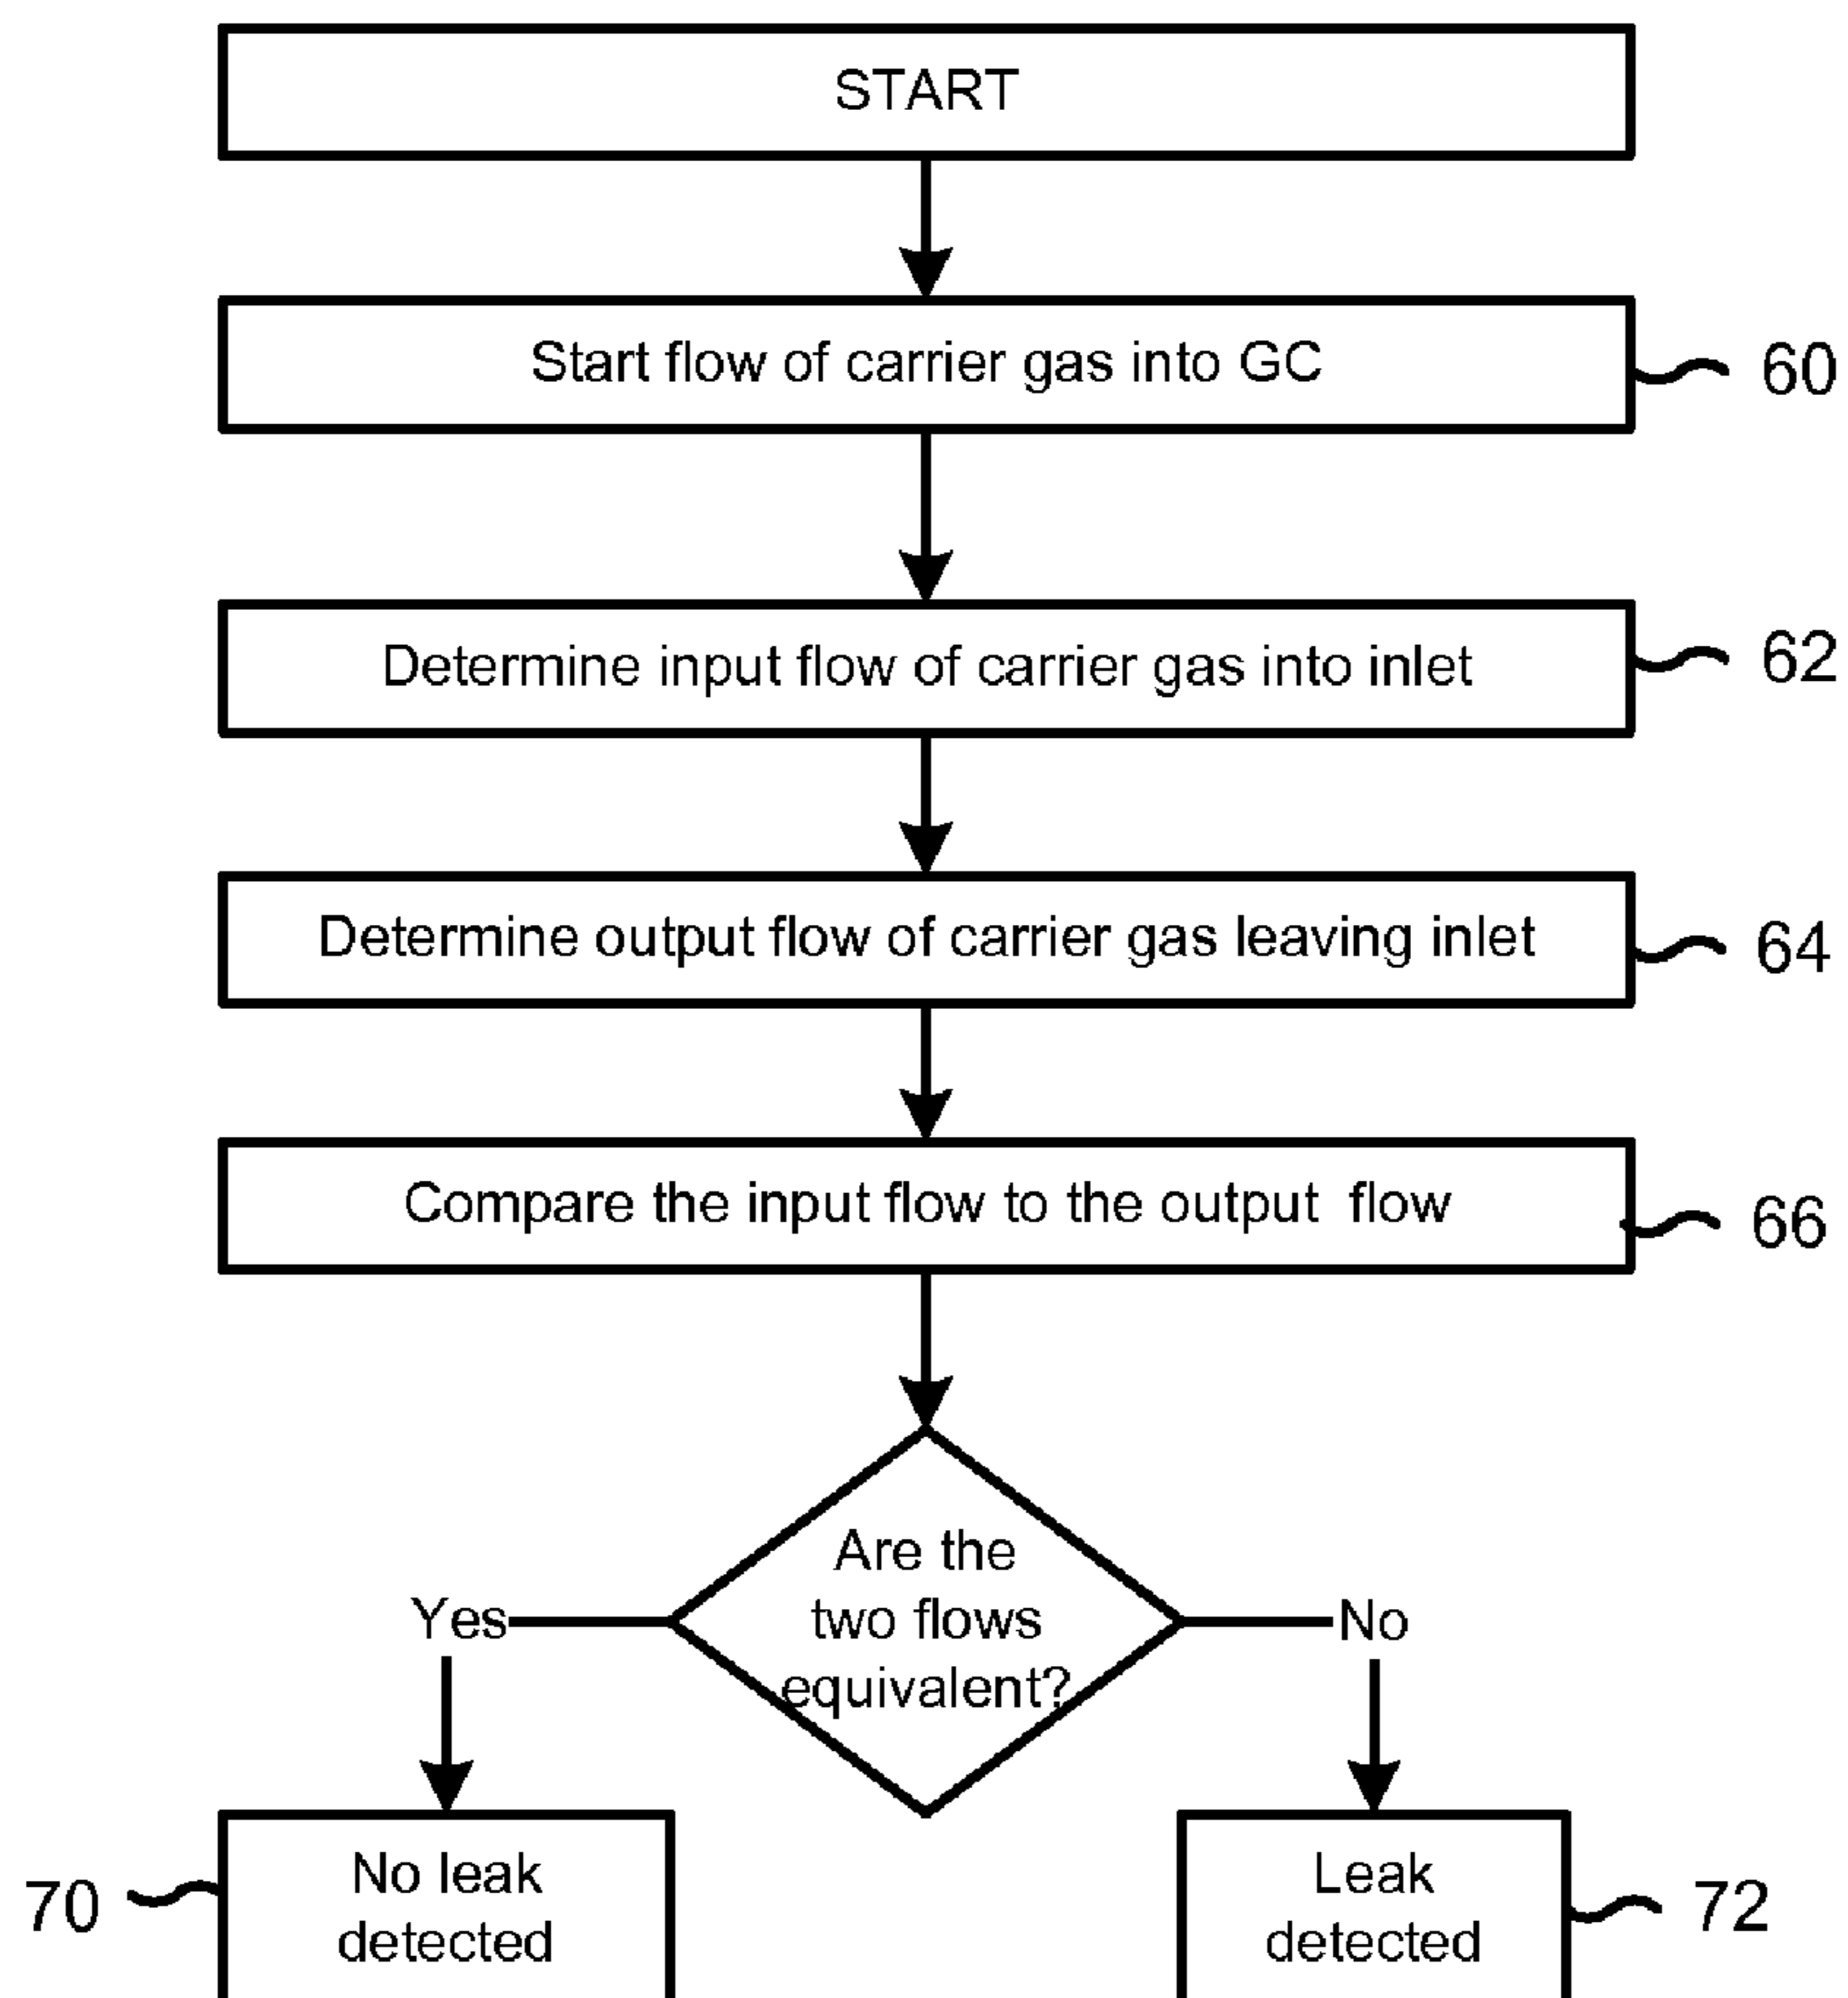 START
Start flow of carrier gas into GC
60
Determine input flow of carrier gas into inlet
62
Determine output flow of carrier gas leaving inlet
64
Compare the input flow to the output flow
66
Are the
two flows
equivalent?
Yes
No
No leak
detected
70
Leak
detected
72